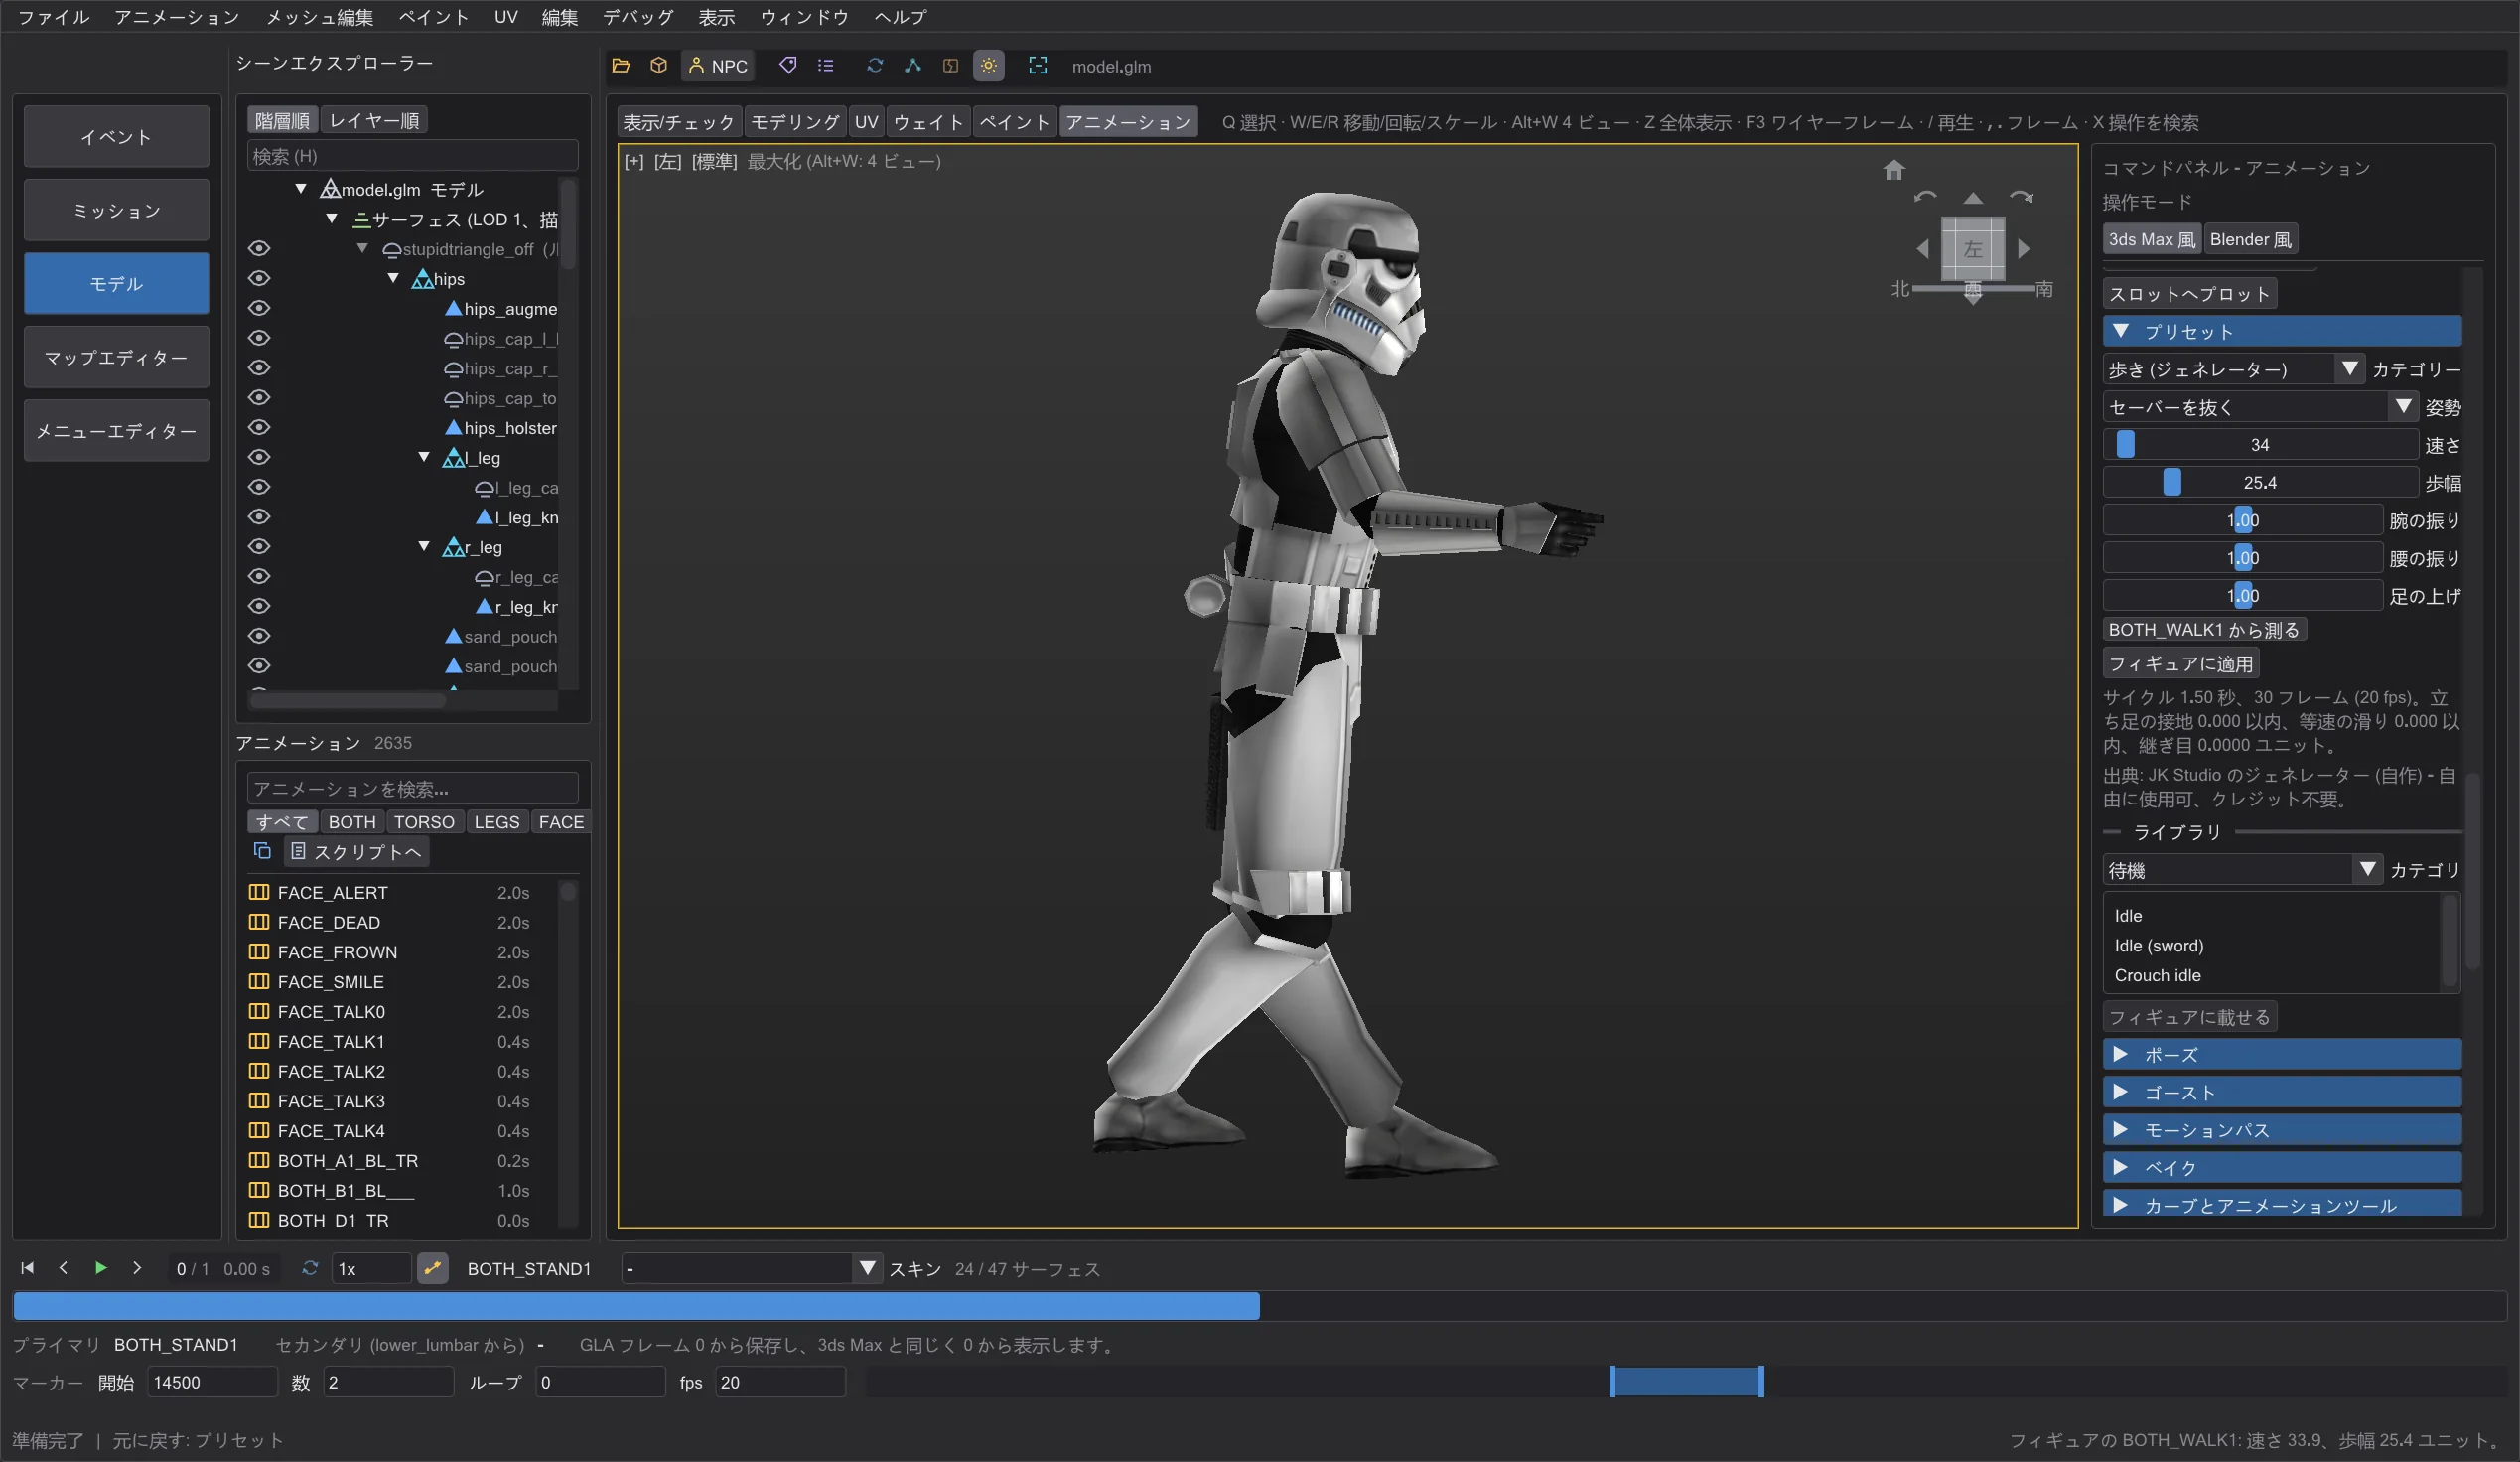 ファイル アニメーション メッシュ編集 ペイント UV 編集 デバッグ 表示 ウィンドウ ヘルプ
シーンエクスプローラー
NPC model.glm
イベント
ミッション
モデル
マップエディター
メニューエディター
階層順 レイヤー順
検索 (H)
model.glm モデル
サーフェス (LOD 1、描
stupidtriangle_off
hips
hips_augme
hips_cap_l_
hips_cap_r_
hips_cap_to
hips_holster
l_leg
l_leg_ca
l_leg_kn
r_leg
r_leg_ca
r_leg_kn
sand_pouch
sand_pouch
アニメーション 2635
アニメーションを検索...
すべて BOTH TORSO LEGS FACE
スクリプトへ
FACE_ALERT 2.0s
FACE_DEAD 2.0s
FACE_FROWN 2.0s
FACE_SMILE 2.0s
FACE_TALK0 2.0s
FACE_TALK1 0.4s
FACE_TALK2 0.4s
FACE_TALK3 0.4s
FACE_TALK4 0.4s
BOTH_A1_BL_TR 0.2s
BOTH_B1_BL___ 1.0s
BOTH_D1_TR 0.0s
表示/チェック モデリング UV ウェイト ペイント アニメーション Q 選択 · W/E/R 移動/回転/スケール · Alt+W 4 ビュー · Z 全体表示 · F3 ワイヤーフレーム · / 再生 · , . フレーム · X 操作を検索
[+] [左] [標準] 最大化 (Alt+W: 4 ビュー)
左
北 西 南
コマンドパネル - アニメーション
操作モード
3ds Max 風 Blender 風
スロットへプロット
プリセット
歩き (ジェネレーター) カテゴリー
セーバーを抜く 姿勢
34 速さ
25.4 歩幅
1.00 腕の振り
1.00 腰の振り
1.00 足の上げ
BOTH_WALK1 から測る
フィギュアに適用
サイクル 1.50 秒、30 フレーム (20 fps)。立
ち足の接地 0.000 以内、等速の滑り 0.000 以
内、継ぎ目 0.0000 ユニット。
出典: JK Studio のジェネレーター (自作) - 自
由に使用可、クレジット不要。
ライブラリ
待機 カテゴリ
Idle
Idle (sword)
Crouch idle
フィギュアに載せる
ポーズ
ゴースト
モーションパス
ベイク
カーブとアニメーションツール
0 / 1 0.00 s 1x BOTH_STAND1 - スキン 24 / 47 サーフェス
プライマリ BOTH_STAND1 セカンダリ (lower_lumbar から) - GLA フレーム 0 から保存し、3ds Max と同じく 0 から表示します。
マーカー 開始 14500 数 2 ループ 0 fps 20
準備完了 | 元に戻す: プリセット
フィギュアの BOTH_WALK1: 速さ 33.9、歩幅 25.4 ユニット。